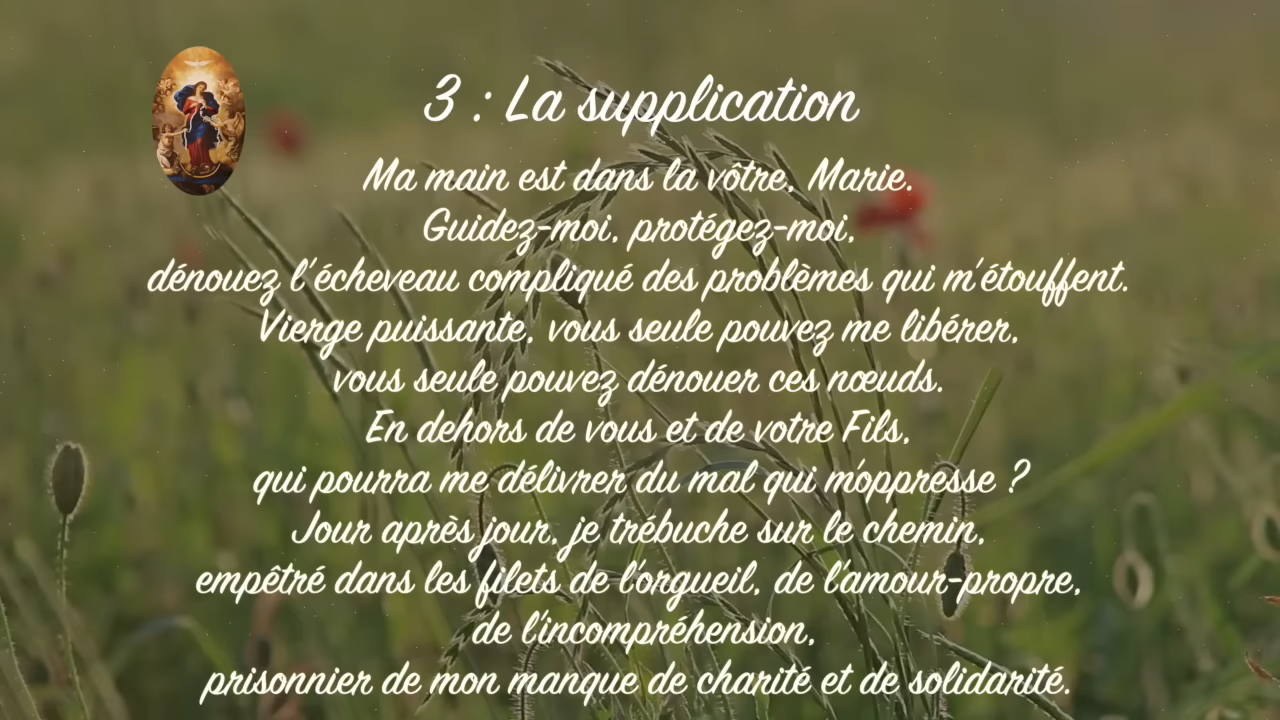 3 : La supplication
Ma main est dans la vôtre, Marie.
Guidez-moi, protégez-moi,
dénouez l'écheveau compliqué des problèmes qui m'étouffent.
Vierge puissante, vous seule pouvez me libérer,
vous seule pouvez dénouer ces nœuds.
En dehors de vous et de votre Fils,
qui pourra me délivrer du mal qui m'oppresse ?
Jour après jour, je trébuche sur le chemin,
empêtré dans les filets de l'orgueil, de l'amour-propre,
de l'incompréhension,
prisonnier de mon manque de charité et de solidarité.